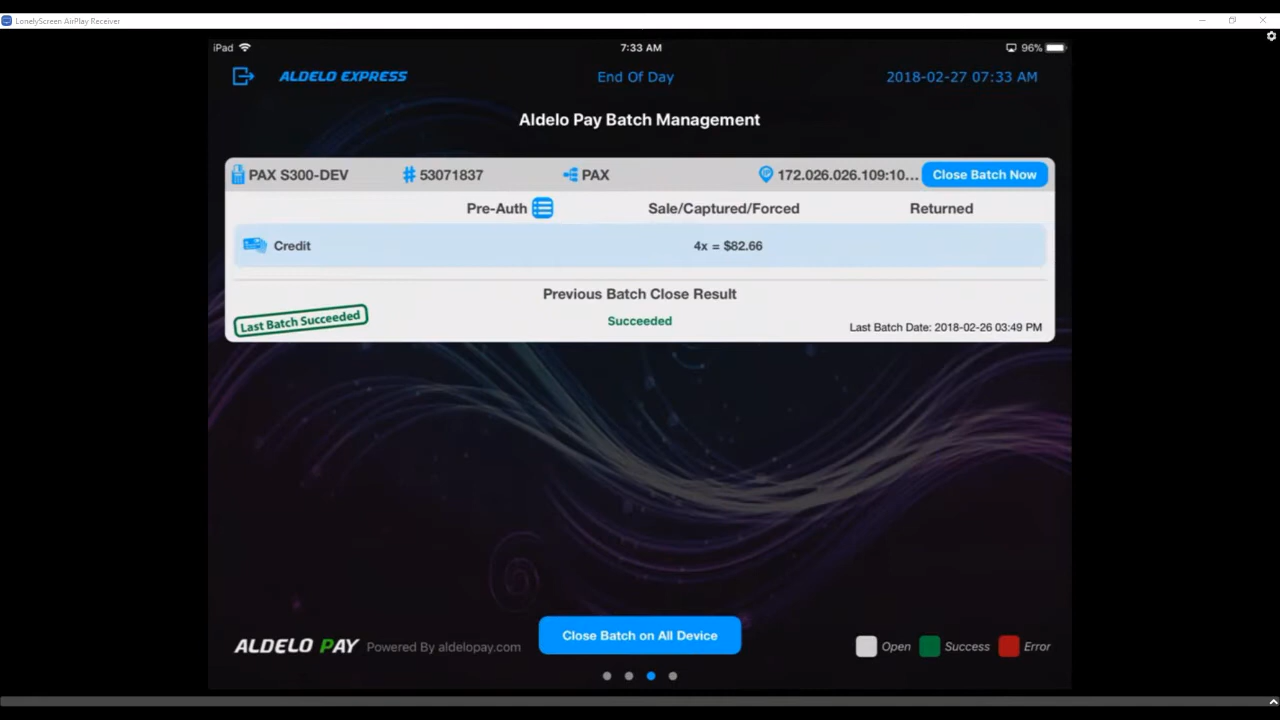 LonelyScreen AirPlay Receiver
iPad 7:33 AM 96%
ALDELO EXPRESS End Of Day 2018-02-27 07:33 AM
Aldelo Pay Batch Management
PAX S300-DEV # 53071837 PAX 172.026.026.109:10... Close Batch Now
Pre-Auth Sale/Captured/Forced Returned
Credit 4x = $82.66
Previous Batch Close Result
Last Batch Succeeded Succeeded Last Batch Date: 2018-02-26 03:49 PM
ALDELO PAY Powered By aldelopay.com Close Batch on All Device Open Success Error